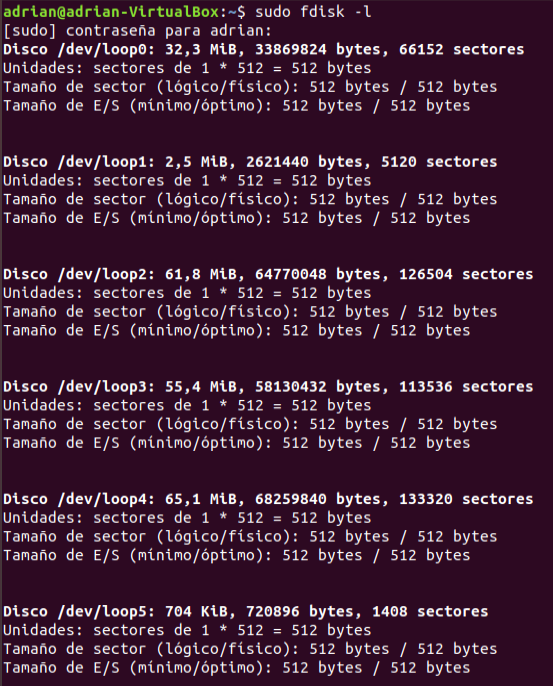 adrian@adrian-VirtualBox:~$ sudo fdisk -l
[sudo] contraseña para adrian:
Disco /dev/loop0: 32,3 MiB, 33869824 bytes, 66152 sectores
Unidades: sectores de 1 * 512 = 512 bytes
Tamaño de sector (lógico/físico): 512 bytes / 512 bytes
Tamaño de E/S (mínimo/óptimo): 512 bytes / 512 bytes
Disco /dev/loop1: 2,5 MiB, 2621440 bytes, 5120 sectores
Unidades: sectores de 1 * 512 = 512 bytes
Tamaño de sector (lógico/físico): 512 bytes / 512 bytes
Tamaño de E/S (mínimo/óptimo): 512 bytes / 512 bytes
Disco /dev/loop2: 61,8 MiB, 64770048 bytes, 126504 sectores
Unidades: sectores de 1 * 512 = 512 bytes
Tamaño de sector (lógico/físico): 512 bytes / 512 bytes
Tamaño de E/S (mínimo/óptimo): 512 bytes / 512 bytes
Disco /dev/loop3: 55,4 MiB, 58130432 bytes, 113536 sectores
Unidades: sectores de 1 * 512 = 512 bytes
Tamaño de sector (lógico/físico): 512 bytes / 512 bytes
Tamaño de E/S (mínimo/óptimo): 512 bytes / 512 bytes
Disco /dev/loop4: 65,1 MiB, 68259840 bytes, 133320 sectores
Unidades: sectores de 1 * 512 = 512 bytes
Tamaño de sector (lógico/físico): 512 bytes / 512 bytes
Tamaño de E/S (mínimo/óptimo): 512 bytes / 512 bytes
Disco /dev/loop5: 704 KiB, 720896 bytes, 1408 sectores
Unidades: sectores de 1 * 512 = 512 bytes
Tamaño de sector (lógico/físico): 512 bytes / 512 bytes
Tamaño de E/S (mínimo/óptimo): 512 bytes / 512 bytes